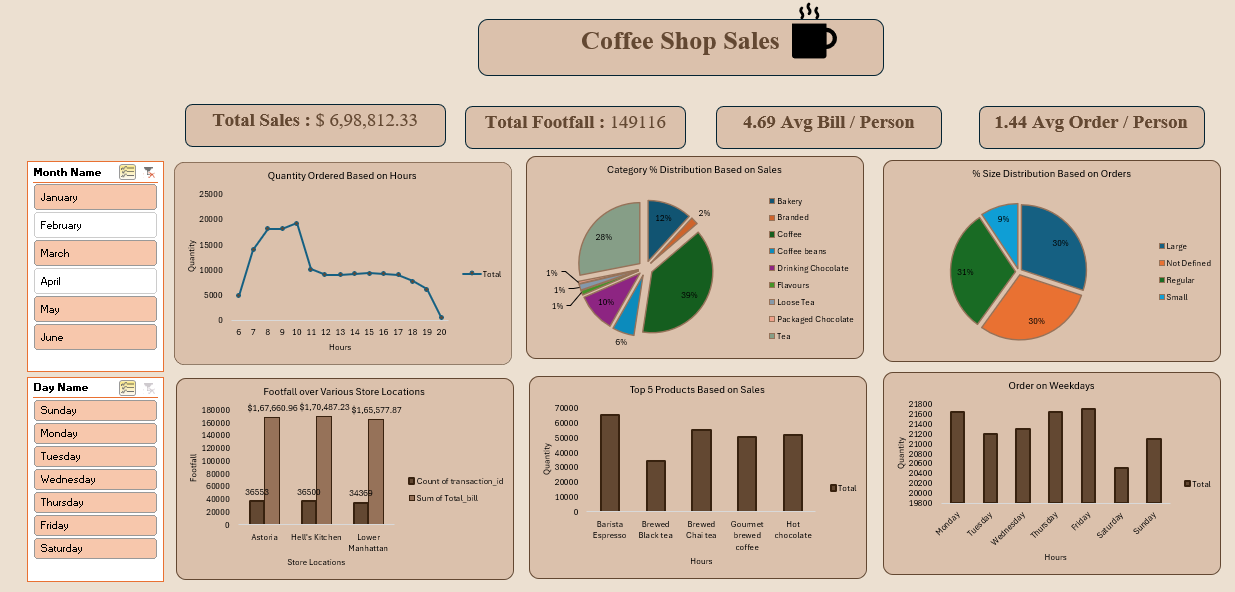 Coffee Shop Sales
Total Sales : $ 6,98,812.33
Total Footfall : 149116
4.69 Avg Bill / Person
1.44 Avg Order / Person
Month Name
January
February
March
April
May
June
Day Name
Sunday
Monday
Tuesday
Wednesday
Thursday
Friday
Saturday
Quantity Ordered Based on Hours
25000
20000
15000
10000
5000
0
Quantity
6 7 8 9 10 11 12 13 14 15 16 17 18 19 20
Hours
Total
Category % Distribution Based on Sales
12%
2%
39%
6%
10%
1%
1%
1%
28%
Bakery
Branded
Coffee
Coffee beans
Drinking Chocolate
Flavours
Loose Tea
Packaged Chocolate
Tea
% Size Distribution Based on Orders
9%
30%
31%
30%
Large
Not Defined
Regular
Small
Footfall over Various Store Locations
180000
160000
140000
120000
100000
80000
60000
40000
20000
0
Footfall
$1,67,660.96 $1,70,487.23 $1,65,577.87
36553 36500 34369
Astoria Hell's Kitchen Lower
Manhattan
Store Locations
Count of transaction_id
Sum of Total_bill
Top 5 Products Based on Sales
70000
60000
50000
40000
30000
20000
10000
0
Quantity
Barista Brewed Brewed Gourmet Hot
Espresso Black tea Chai tea brewed chocolate
coffee
Hours
Total
Order on Weekdays
21800
21600
21400
21200
21000
20800
20600
20400
20200
20000
19800
Quantity
Monday
Tuesday
Wednesday
Thursday
Friday
Saturday
Sunday
Hours
Total